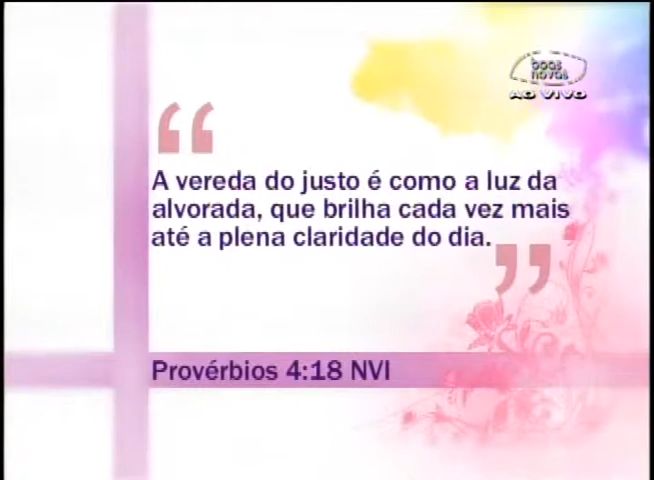 boas
novas
AO VIVO
“
A vereda do justo é como a luz da
alvorada, que brilha cada vez mais
até a plena claridade do dia.
”
Provérbios 4:18 NVI